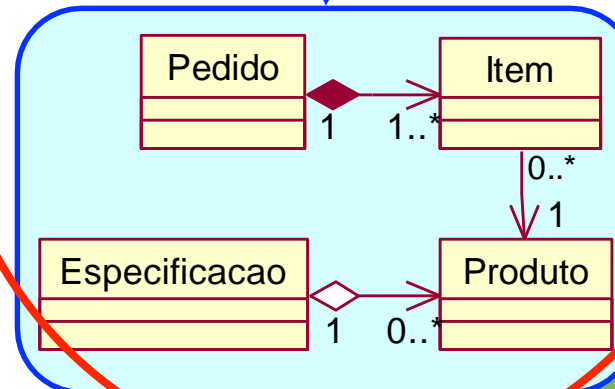 Pedido
Item
1
1..*
0..*
1
Especificacao
Produto
1
0..*